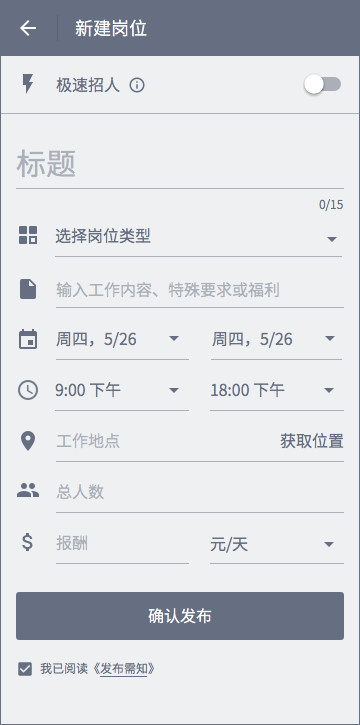 新建岗位
极速招人
标题
0/15
选择岗位类型
输入工作内容、特殊要求或福利
周四，5/26 周四，5/26
9:00 下午 18:00 下午
工作地点 获取位置
总人数
报酬 元/天
确认发布
我已阅读《发布需知》